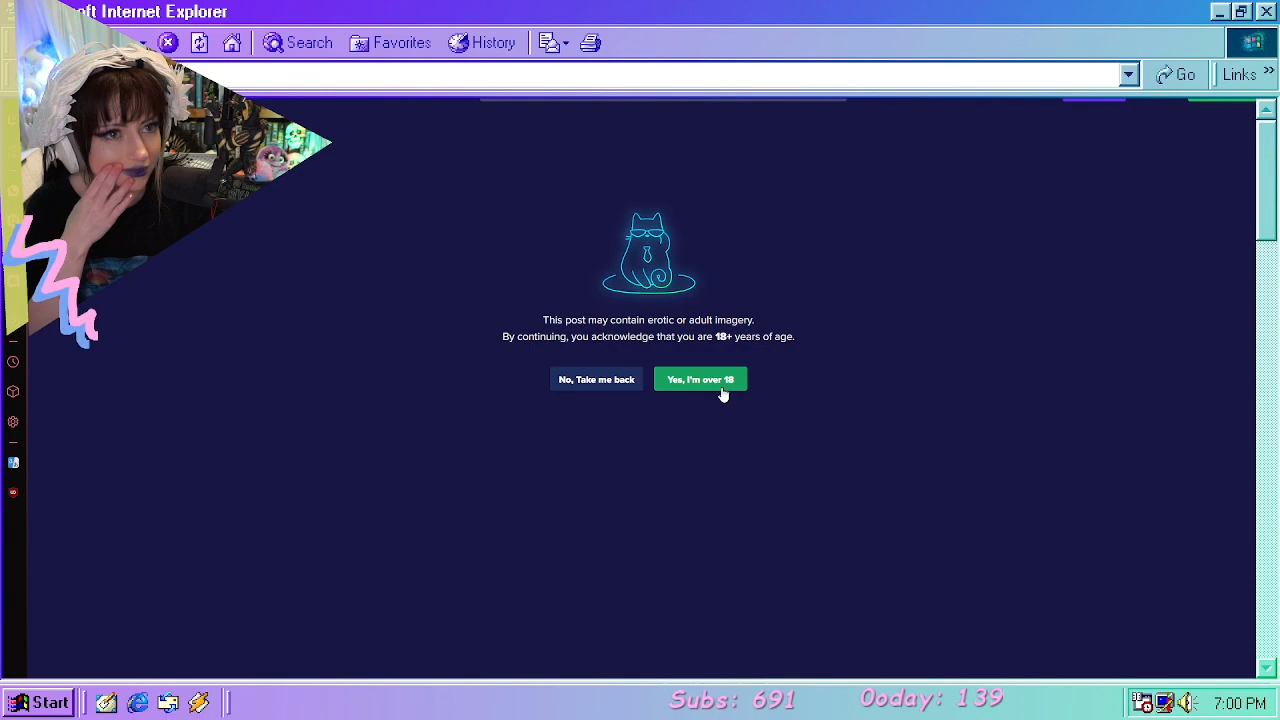 oft Internet Explorer
Search
Favorites
History
Go
Links
This post may contain erotic or adult imagery.
By continuing, you acknowledge that you are 18+ years of age.
No, Take me back
Yes, I'm over 18
Start
Subs: 691
Ooday: 139
7:00 PM